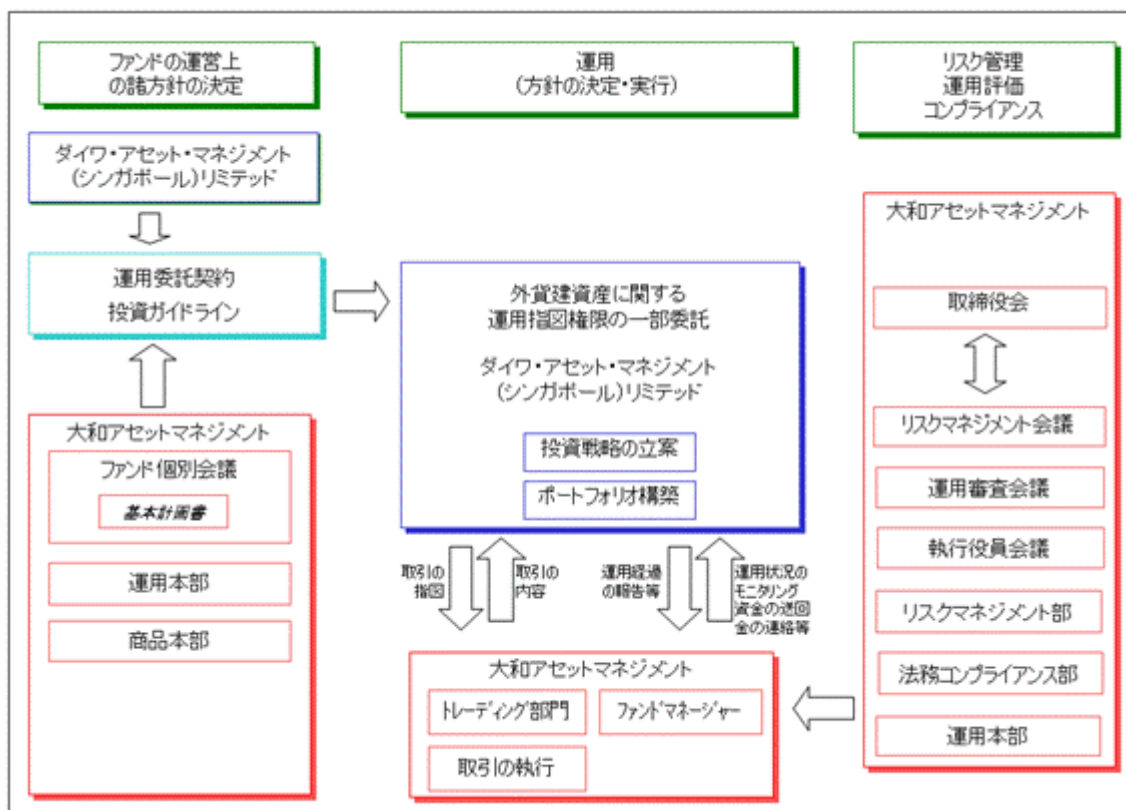 ファンドの運営上
の諸方針の決定
運用
(方針の決定・実行)
リスク管理
運用評価
コンプライアンス
ダイワ・アセット・マネジメント
(シンガポール)リミテッド
運用委託契約
投資ガイドライン
大和アセットマネジメント
ファンド個別会議
基本計画書
運用本部
商品本部
外貨建資産に関する
運用指図権限の一部委託
ダイワ・アセット・マネジメント
(シンガポール)リミテッド
投資戦略の立案
ポートフォリオ構築
取引の
指図
取引の
内容
運用経過
の報告等
運用状況の
モニタリング
資金の送回
金の連絡等
大和アセットマネジメント
トレーディング部門
ファンドマネージャー
取引の執行
大和アセットマネジメント
取締役会
リスクマネジメント会議
運用審査会議
執行役員会議
リスクマネジメント部
法務コンプライアンス部
運用本部